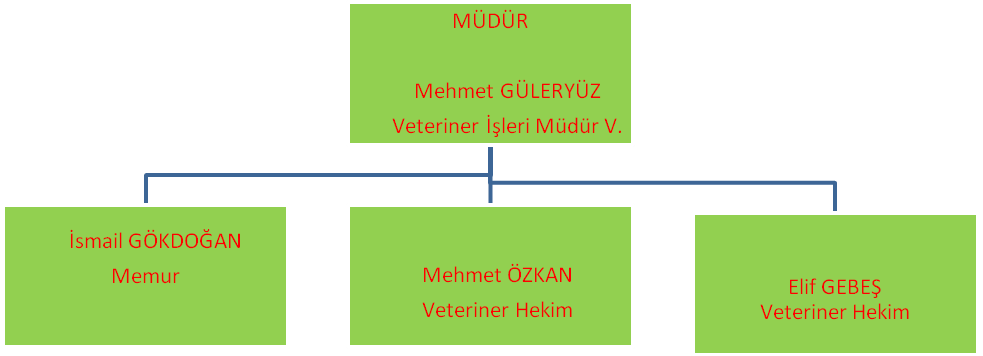 MÜDÜR
Mehmet GÜLERYÜZ
Veteriner İşleri Müdür V.
İsmail GÖKDOĞAN
Memur
Mehmet ÖZKAN
Veteriner Hekim
Elif GEBEŞ
Veteriner Hekim